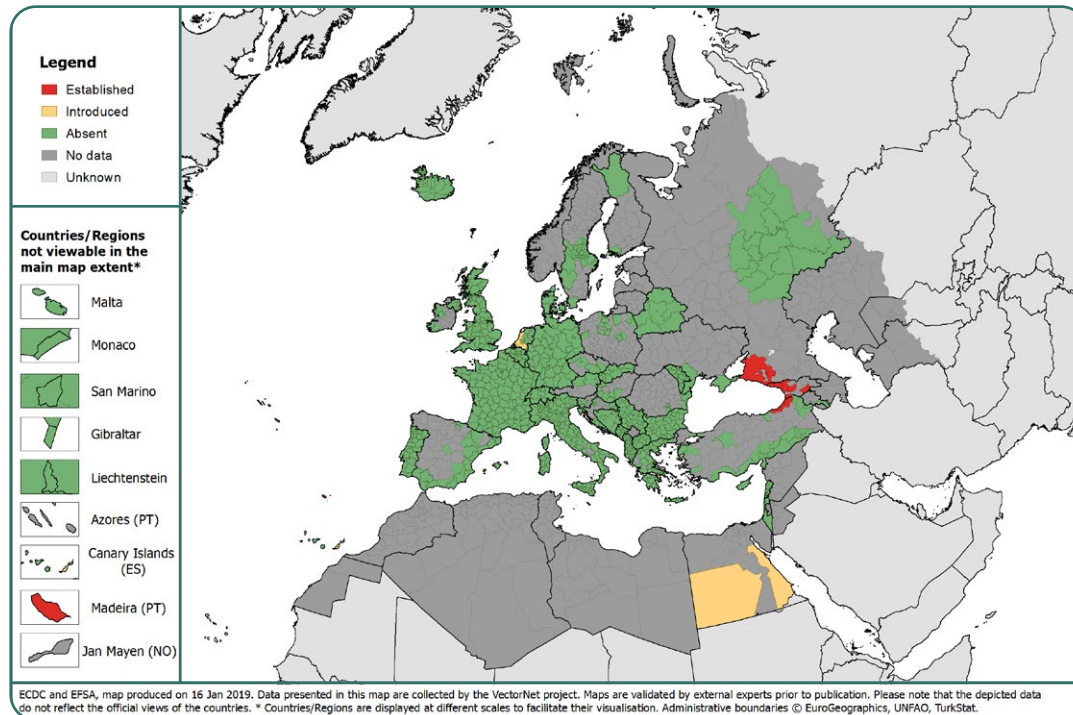 Legend
Established
Introduced
Absent
No data
Unknown
Countries/Regions
not viewable in the
main map extent*
Malta
Monaco
San Marino
Gibraltar
Liechtenstein
Azores (PT)
Canary Islands
(ES)
Madeira (PT)
Jan Mayen (NO)
ECDC and EFSA, map produced on 16 Jan 2019. Data presented in this map are collected by the VectorNet project. Maps are validated by external experts prior to publication. Please note that the depicted data
do not reflect the official views of the countries. * Countries/Regions are displayed at different scales to facilitate their visualisation. Administrative boundaries © EuroGeographics, UNFAO, TurkStat.